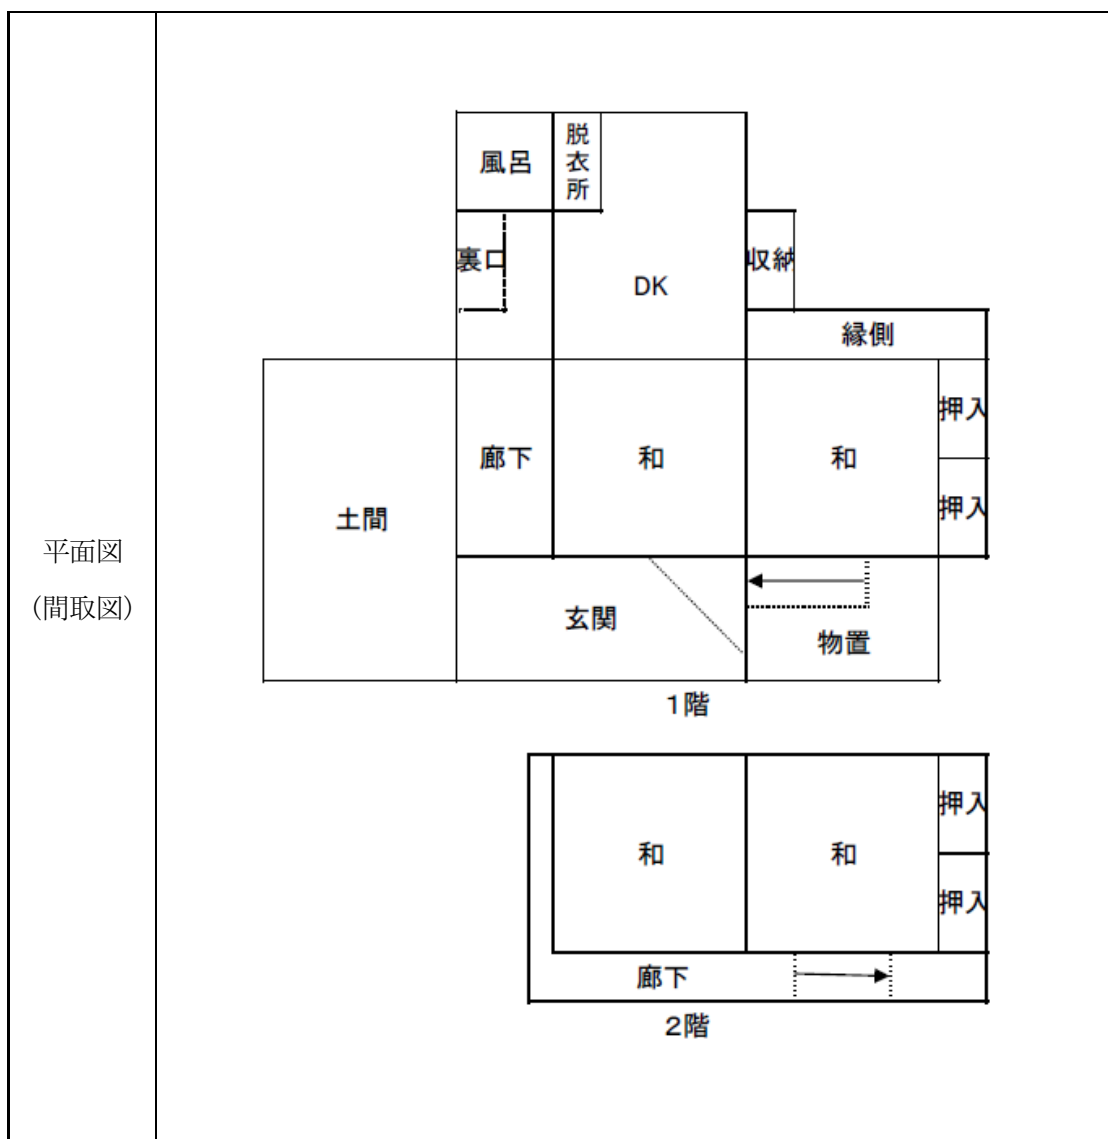 平面図
(間取図)
風呂
脱衣所
裏口
DK
収納
縁側
押入
廊下
和
和
押入
土間
玄関
物置
1階
和
和
押入
押入
廊下
2階